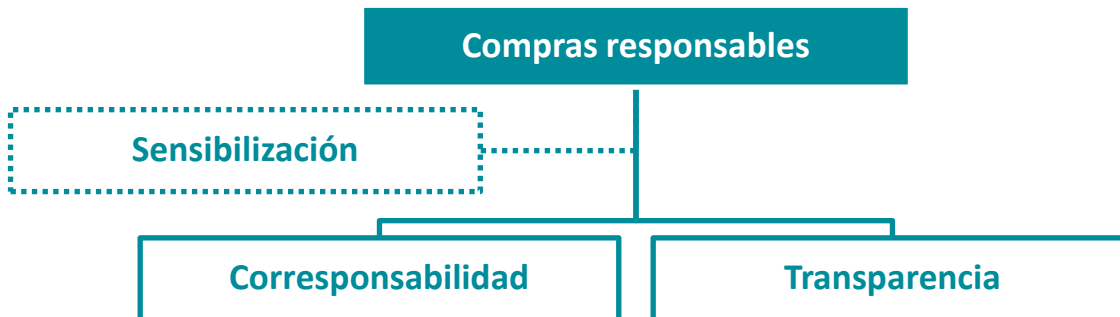 Compras responsables
Sensibilización
Corresponsabilidad
Transparencia